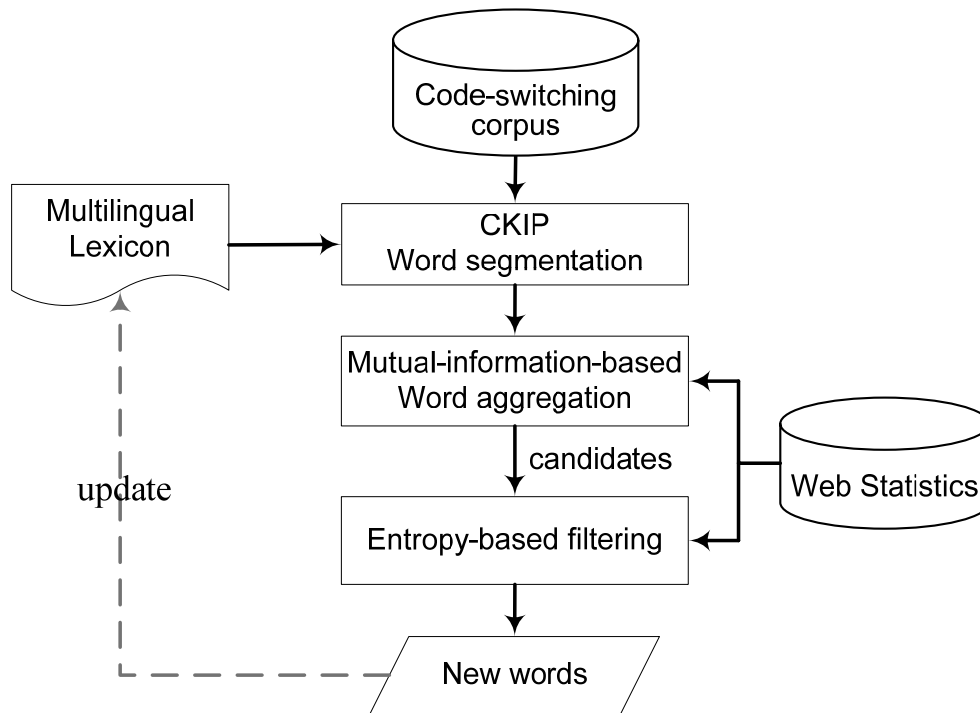 Code-switching
corpus
Multilingual
Lexicon
CKIP
Word segmentation
Mutual-information-based
Word aggregation
candidates
Web Statistics
update
Entropy-based filtering
New words